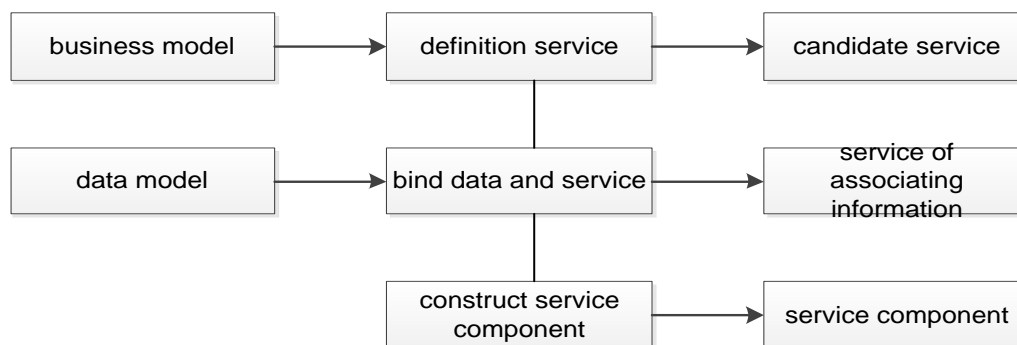 business model
definition service
candidate service
data model
bind data and service
service of
associating
information
construct service
component
service component